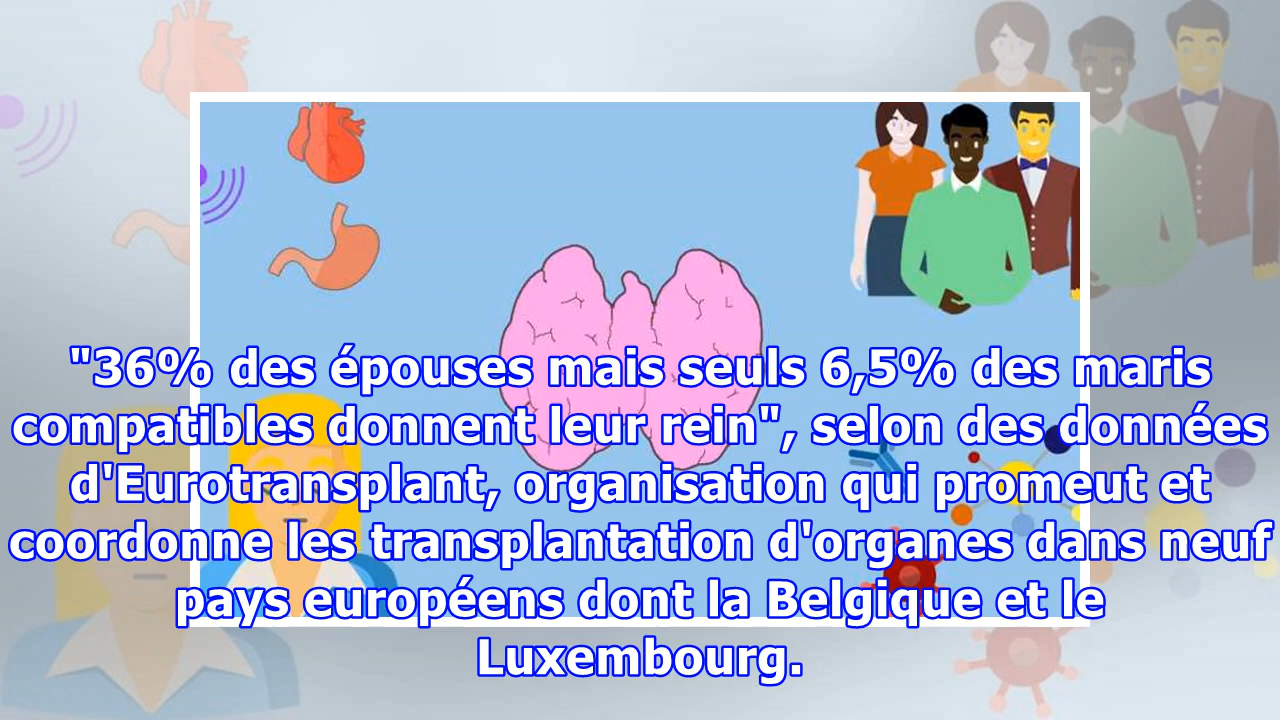 "36% des épouses mais seuls 6,5% des maris
compatibles donnent leur rein", selon des données
d'Eurotransplant, organisation qui promeut et
coordonne les transplantation d'organes dans neuf
pays européens dont la Belgique et le
Luxembourg.